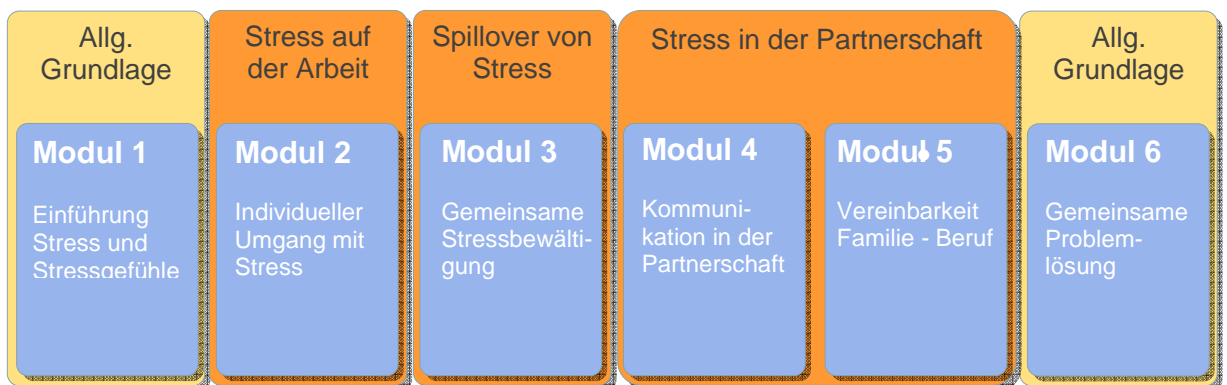 Allg.
Grundlage
Modul 1
Einführung
Stress und
Stressgefühle
Stress auf
der Arbeit
Modul 2
Individueller
Umgang mit
Stress
Spillover von
Stress
Modul 3
Gemeinsame
Stressbewälti-
gung
Stress in der Partnerschaft
Modul 4
Kommuni-
kation in der
Partnerschaft
Modul 5
Vereinbarkeit
Familie - Beruf
Allg.
Grundlage
Modul 6
Gemeinsame
Problem-
lösung